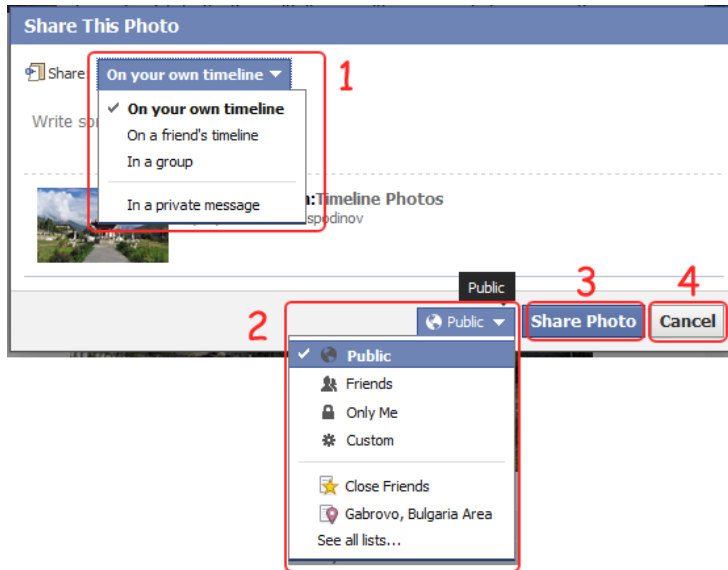 Share This Photo
Share On your own timeline
1
On your own timeline
On a friend's timeline
In a group
In a private message
Write
Timeline Photos
Public
2
Public
3
Share Photo
4
Cancel
Public
Friends
Only Me
Custom
Close Friends
Gabrovo, Bulgaria Area
See all lists...